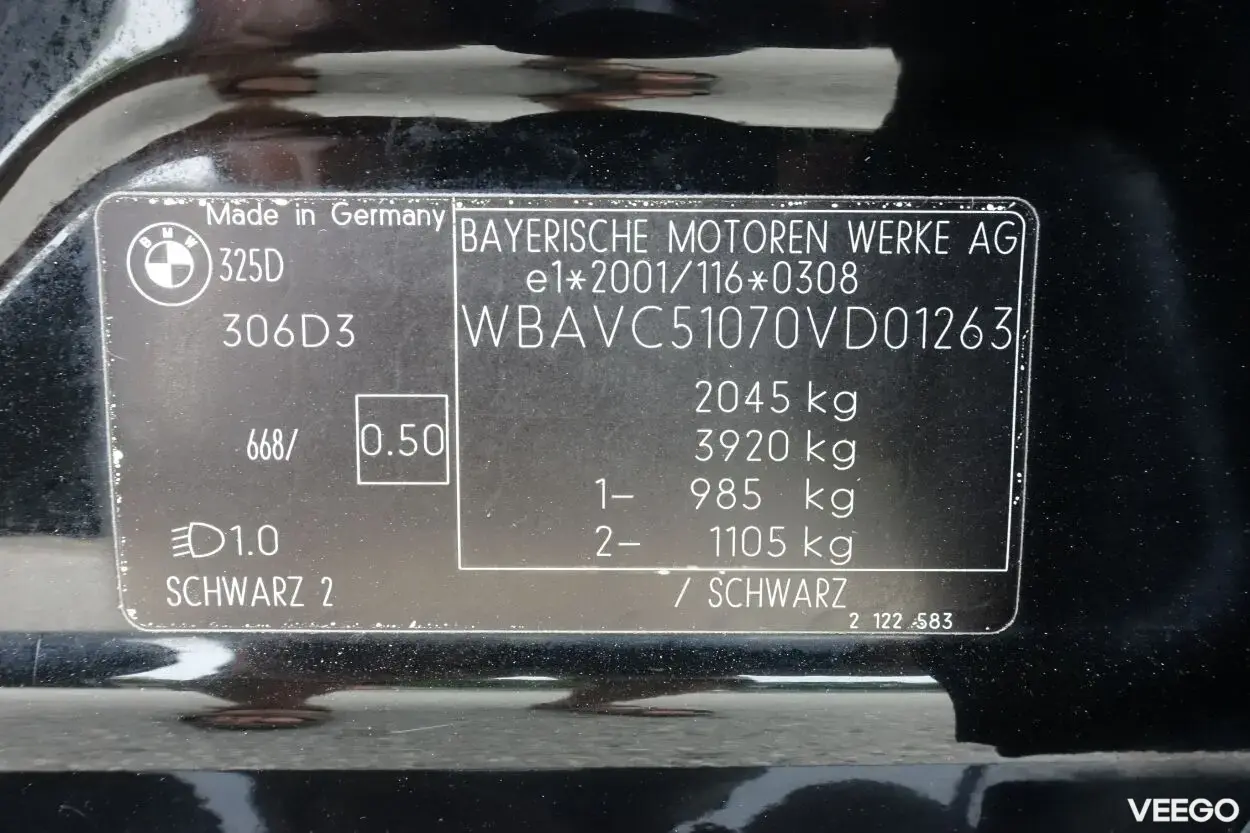 Made in Germany
BMW
325D
306D3
668/
0.50
1.0
SCHWARZ 2
BAYERISCHE MOTOREN WERKE AG
e1*2001/116*0308
WBAVC51070VD01263
2045 kg
3920 kg
1- 985 kg
2- 1105 kg
/ SCHWARZ
2 122 583
VEEGO